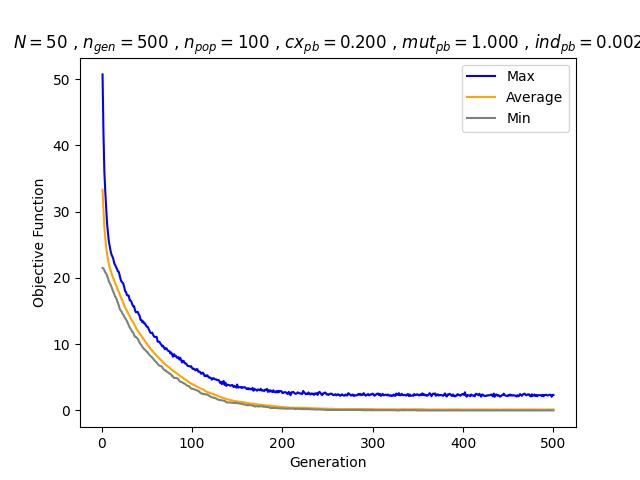 N = 50 , n_gen = 500 , n_pop = 100 , cx_pb = 0.200 , mut_pb = 1.000 , ind_pb = 0.002
Max
Average
Min
50
40
30
20
10
0
Objective Function
0 100 200 300 400 500
Generation